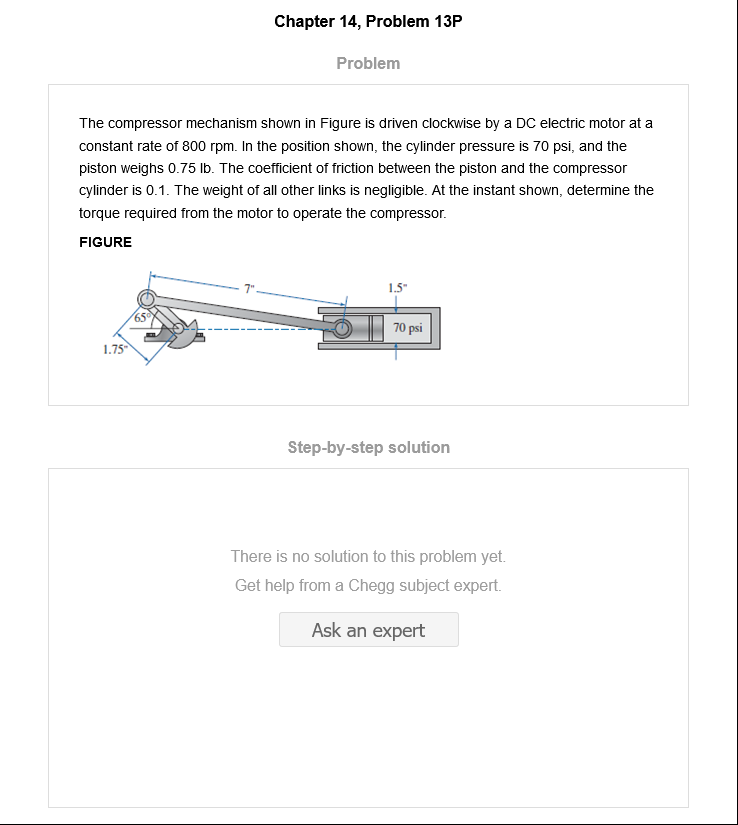 Chapter 14, Problem 13P
Problem
The compressor mechanism shown in Figure is driven clockwise by a DC electric motor at a
constant rate of 800 rpm. In the position shown, the cylinder pressure is 70 psi, and the
piston weighs 0.75 lb. The coefficient of friction between the piston and the compressor
cylinder is 0.1. The weight of all other links is negligible. At the instant shown, determine the
torque required from the motor to operate the compressor.
FIGURE
7"
1.5"
65°
70 psi
1.75"
Step-by-step solution
There is no solution to this problem yet.
Get help from a Chegg subject expert.
Ask an expert